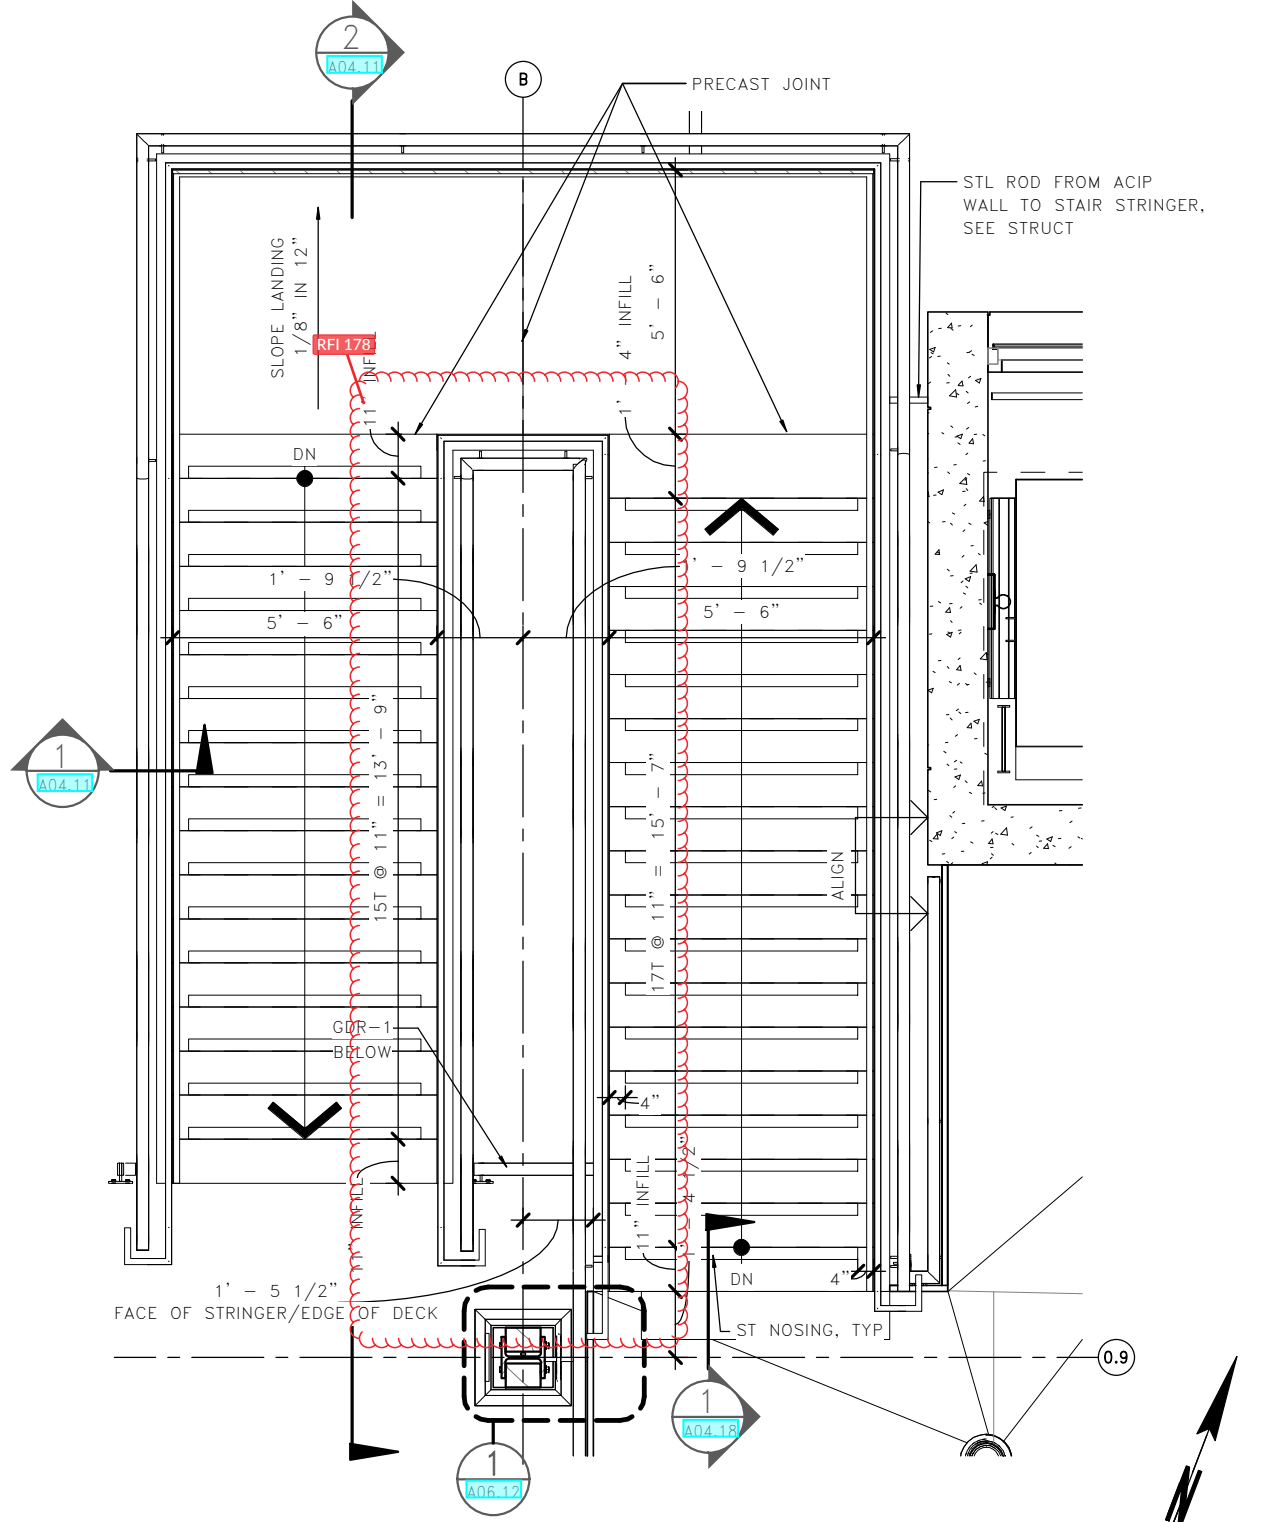 2
A04.11
B
PRECAST JOINT
STL ROD FROM ACIP
WALL TO STAIR STRINGER,
SEE STRUCT
SLOPE LANDING
1/8" IN 12"
RFI 178
11" INFILL
1' 4" INFILL
5' - 6"
DN
1' - 9 1/2"
5' - 6"
1' - 9 1/2"
5' - 6"
15T @ 11" = 13' - 9"
17T @ 11" = 15' - 7"
1
A04.11
ALIGN
GDR-1
BELOW
4"
11" INFILL
11" INFILL
1' - 4 1/2"
DN
4"
1' - 5 1/2"
FACE OF STRINGER/EDGE OF DECK
ST NOSING, TYP
0.9
1
A04.18
1
A06.12
N